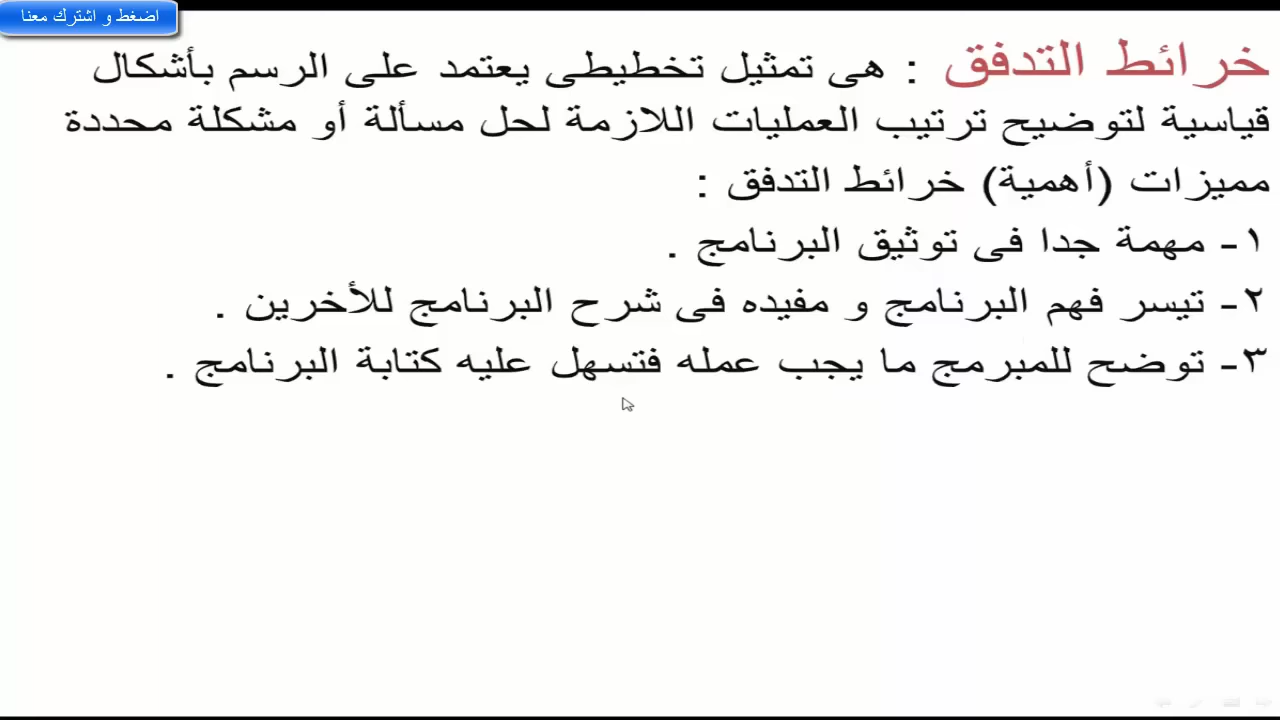 اضغط و اشترك معنا
خرائط التدفق : هى تمثيل تخطيطى يعتمد على الرسم بأشكال
قياسية لتوضيح ترتيب العمليات اللازمة لحل مسألة أو مشكلة محددة
مميزات (أهمية) خرائط التدفق :
١- مهمة جدا فى توثيق البرنامج .
٢- تيسر فهم البرنامج و مفيده فى شرح البرنامج للأخرين .
٣- توضح للمبرمج ما يجب عمله فتسهل عليه كتابة البرنامج .